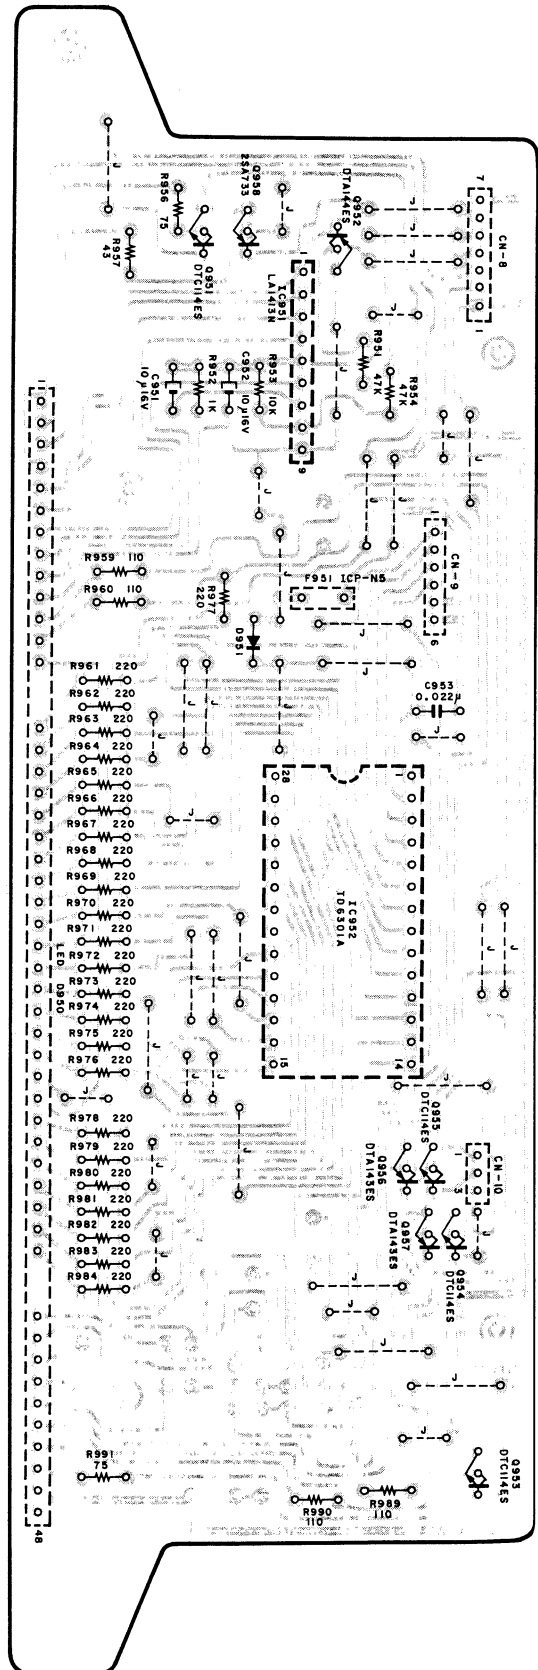 7
CN-8
1
Q952
DTA144ES
Q958
2SA733
R956
75
R957
43
Q951
DTC114ES
J
J
J
J
J
J
1
IC951
LA1413N
9
R951
47K
R954
47K
R953 10K
C952 10µ16V
R952 1K
C951
10µ16V
J
J
J
J
J
J
1
CN-9
6
1
R959 110
R960 110
R977
220
F951 ICP-N5
J
J
J
D951
R961 220
R962 220
R963 220
R964 220
R965 220
R966 220
R967 220
R968 220
R969 220
R970 220
R971 220
R972 220
R973 220
R974 220
R975 220
R976 220
C953
0.022µ
J
J
J
J
J
J
28
1
IC952
TD6301A
15
14
LED D950
J
J
J
J
J
J
J
J
J
J
J
R978 220
R979 220
R980 220
R981 220
R982 220
R983 220
R984 220
J
J
J
Q955
DTC114ES
Q956
DTA143ES
1
CN-10
3
Q957
DTA143ES
Q954
DTC114ES
J
J
J
J
J
J
Q953
DTC114ES
R991
75
R990
110
R989
110
48